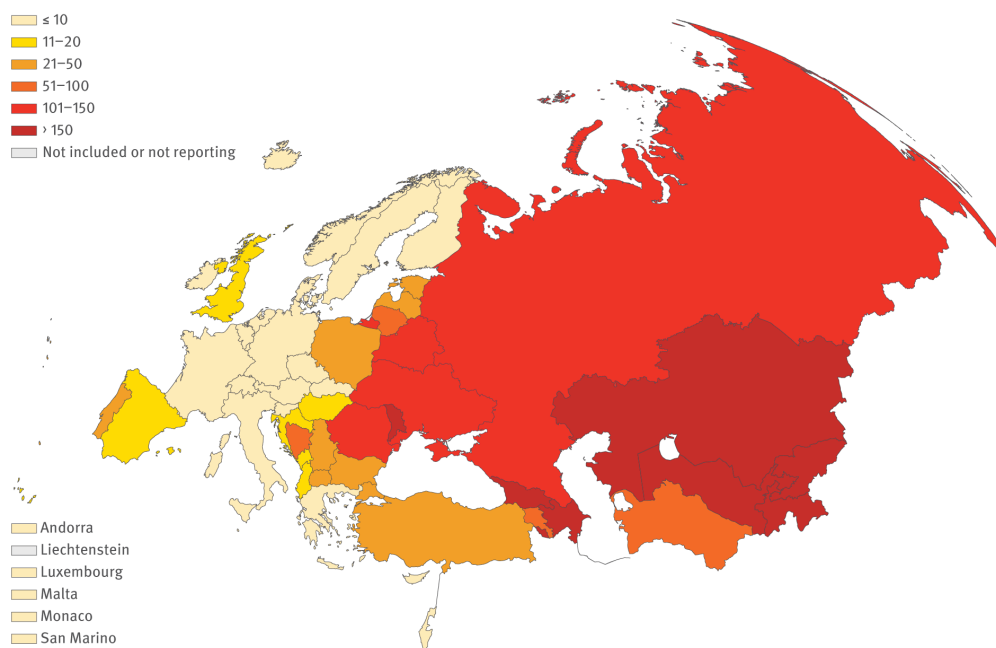 ≤ 10
11–20
21–50
51–100
101–150
› 150
Not included or not reporting
Andorra
Liechtenstein
Luxembourg
Malta
Monaco
San Marino